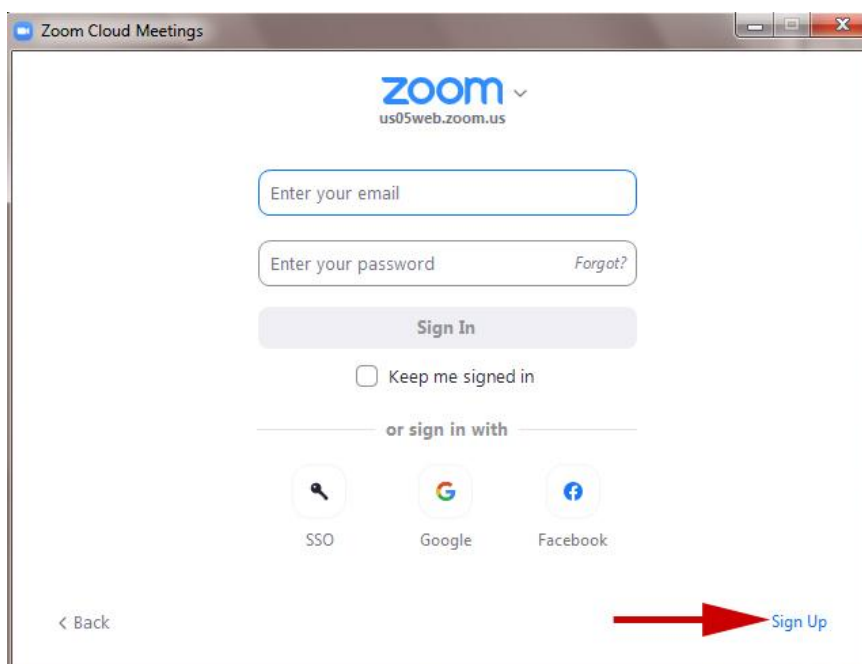 Zoom Cloud Meetings
zoom
us05web.zoom.us
Enter your email
Enter your password Forgot?
Sign In
Keep me signed in
or sign in with
SSO Google Facebook
< Back Sign Up